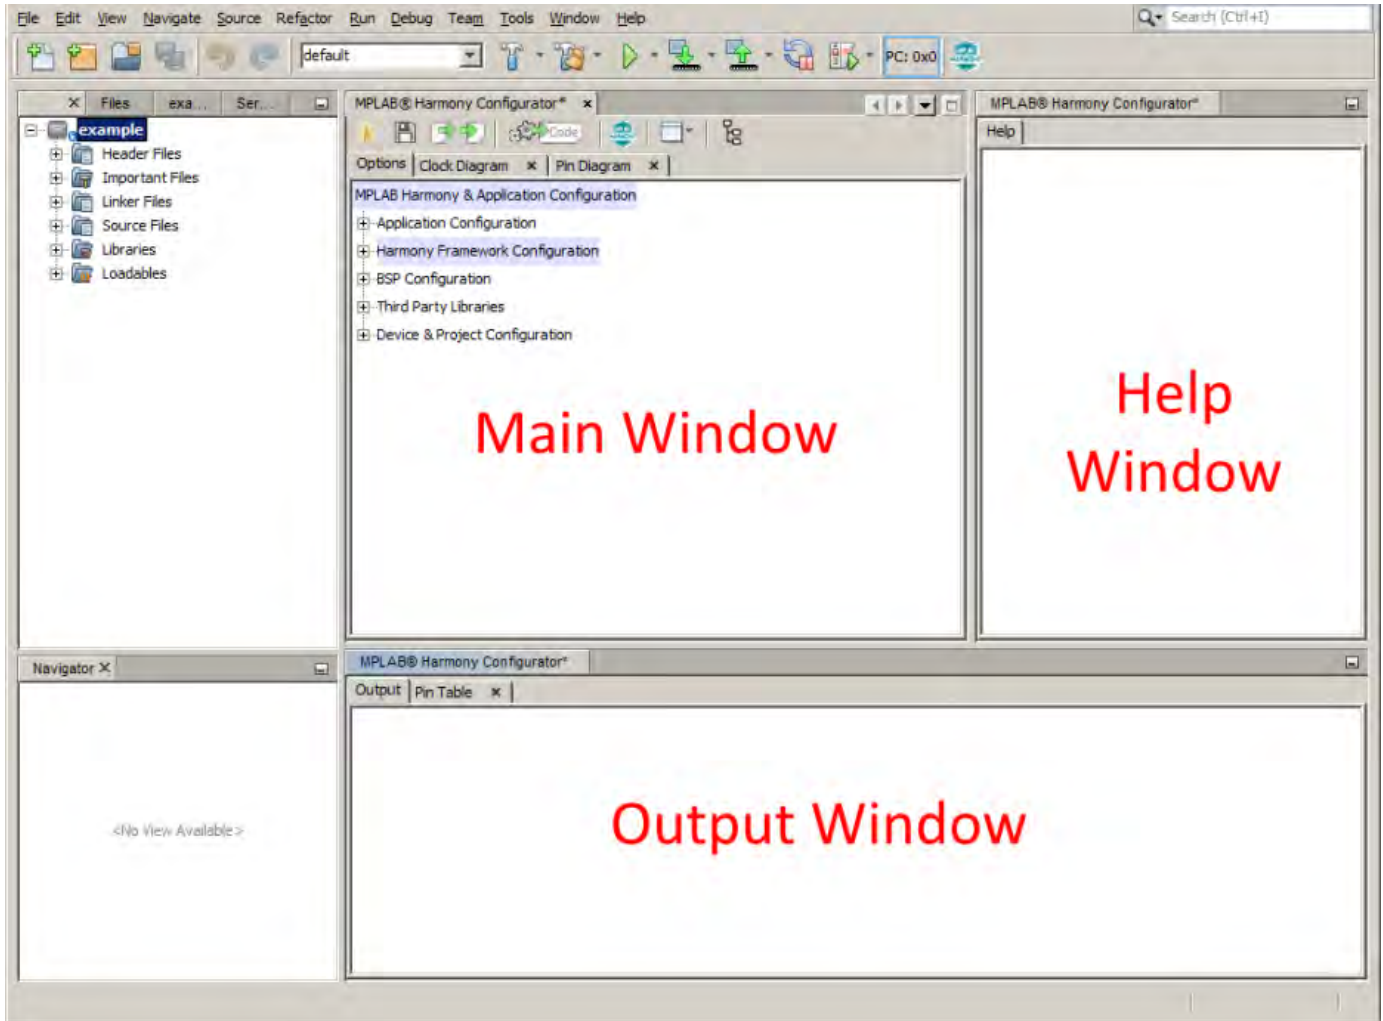 File Edit View Navigate Source Refactor Run Debug Team Tools Window Help
Search (Ctrl+I)
default
PC: 0x0
Files exa... Ser...
example
Header Files
Important Files
Linker Files
Source Files
Libraries
Loadables
MPLAB® Harmony Configurator*
Code
Options Clock Diagram Pin Diagram
MPLAB Harmony & Application Configuration
Application Configuration
Harmony Framework Configuration
BSP Configuration
Third Party Libraries
Device & Project Configuration
Main Window
MPLAB® Harmony Configurator*
Help
Help
Window
Navigator
<No View Available>
MPLAB® Harmony Configurator*
Output Pin Table
Output Window